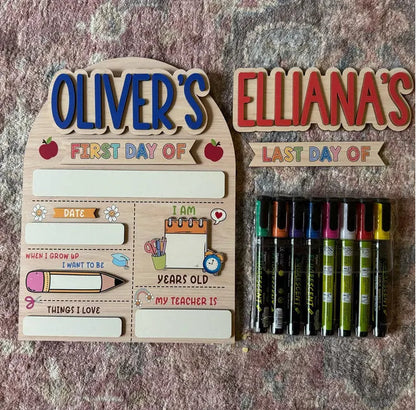 OLIVER'S
ELLIANA'S
FIRST DAY OF
LAST DAY OF
DATE
I AM
WHEN I GROW UP
I WANT TO BE
YEARS OLD
THINGS I LOVE
MY TEACHER IS